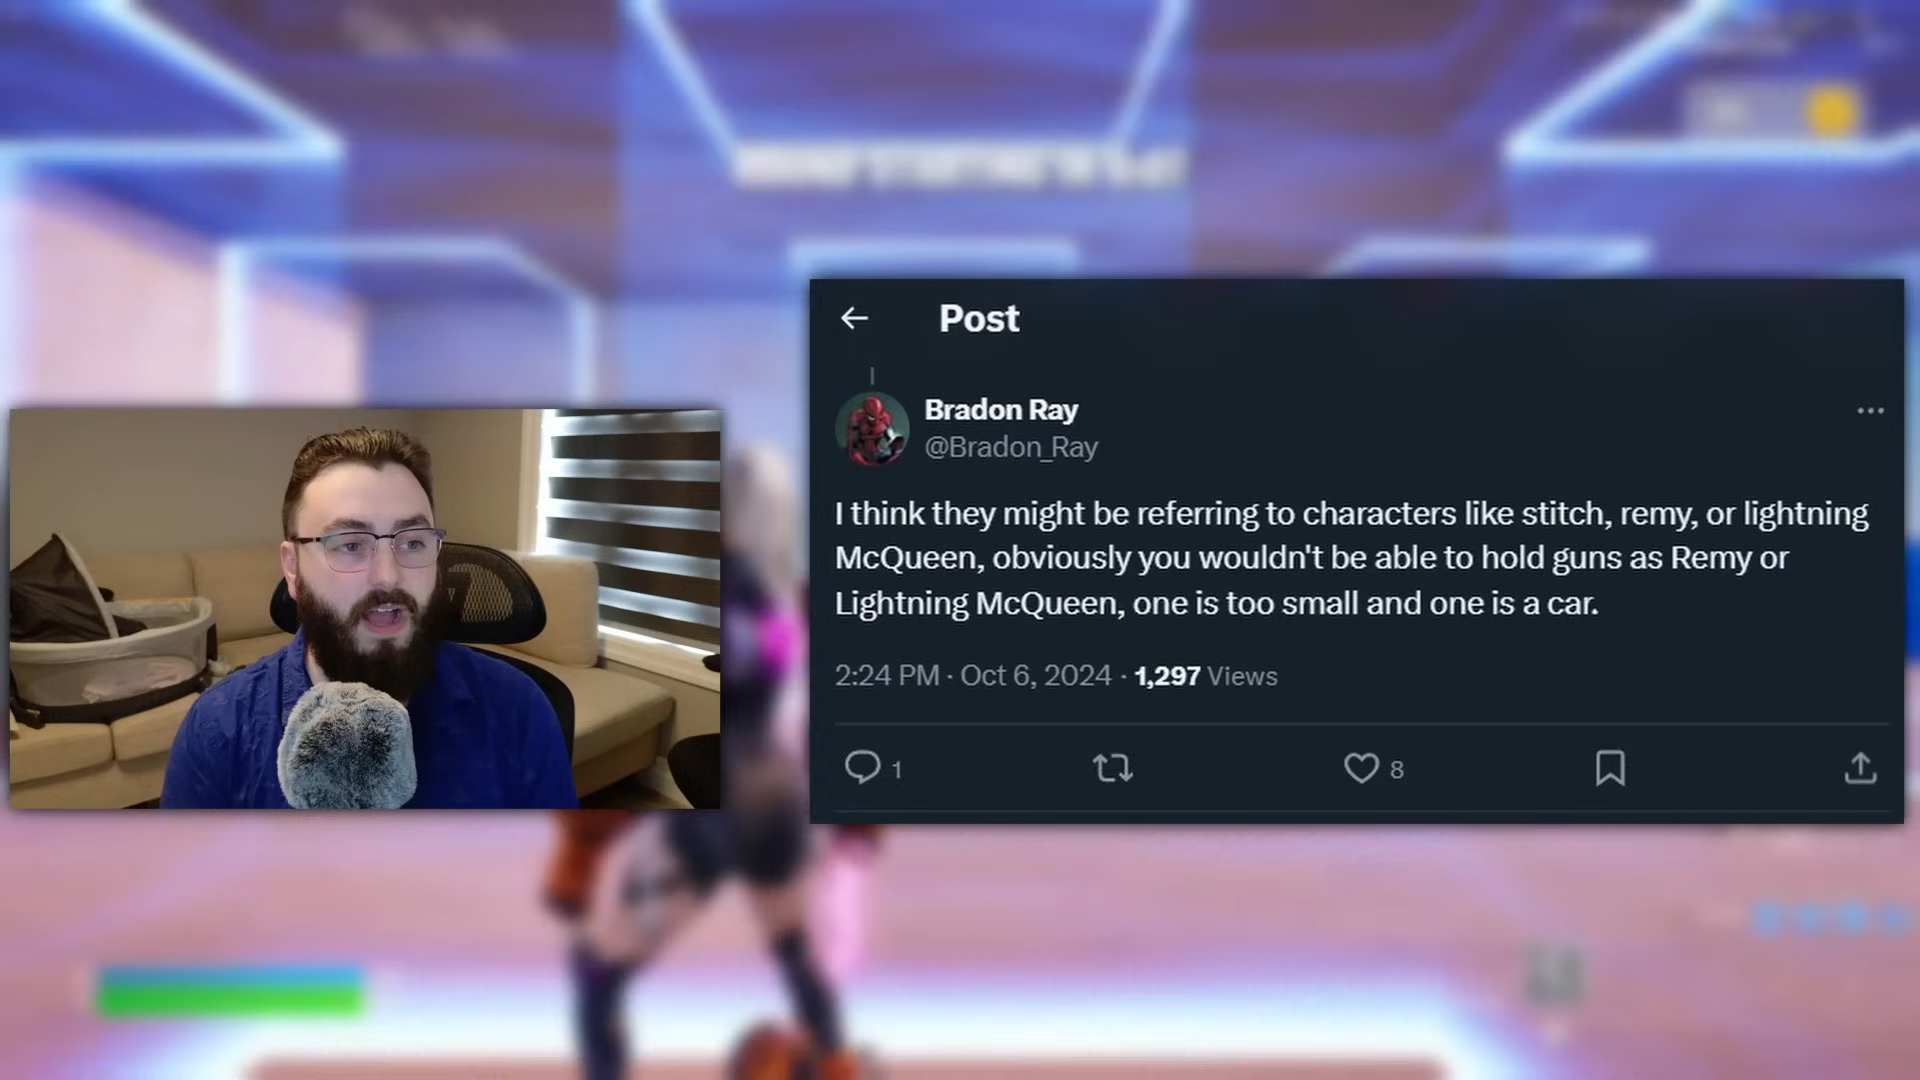 Post
Bradon Ray
@Bradon_Ray
I think they might be referring to characters like stitch, remy, or lightning
McQueen, obviously you wouldn't be able to hold guns as Remy or
Lightning McQueen, one is too small and one is a car.
2:24 PM · Oct 6, 2024 · 1,297 Views
1
8